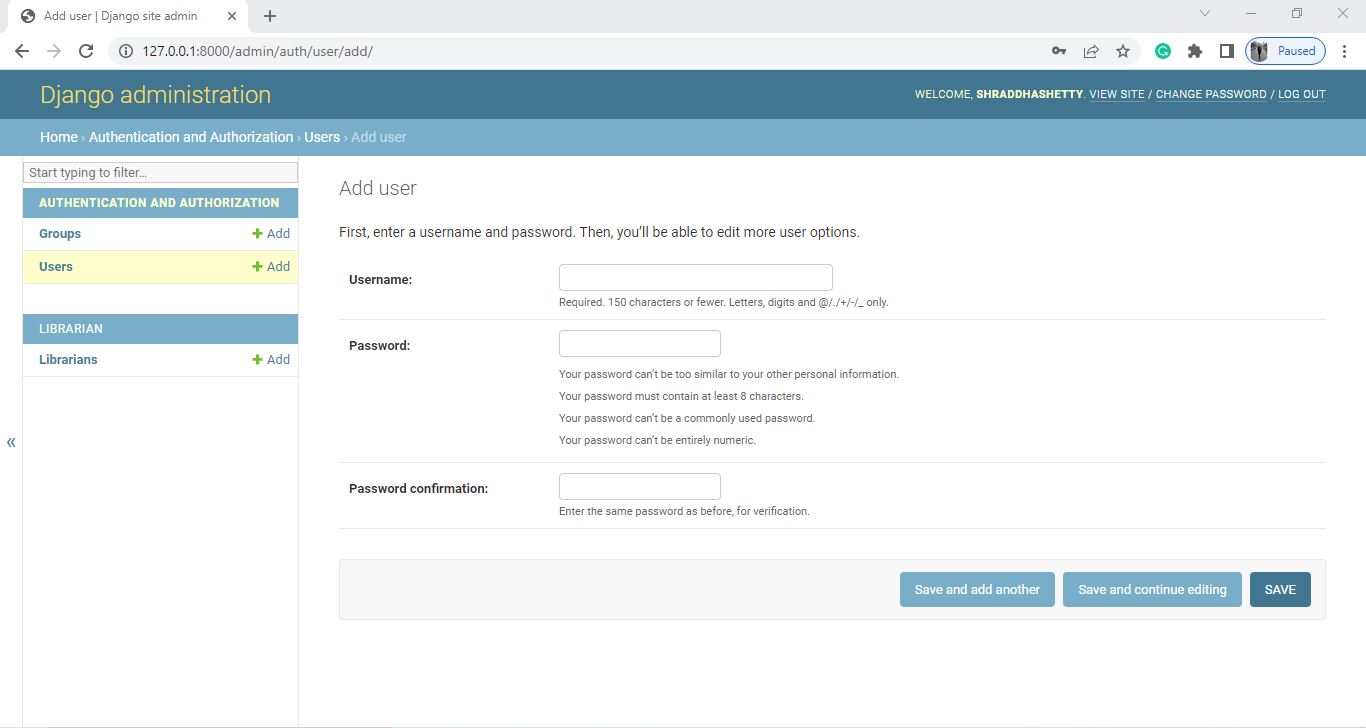 Add user | Django site admin
127.0.0.1:8000/admin/auth/user/add/
Paused
Django administration
WELCOME, SHRADDHASHETTY. VIEW SITE / CHANGE PASSWORD / LOG OUT
Home › Authentication and Authorization › Users › Add user
Start typing to filter...
AUTHENTICATION AND AUTHORIZATION
Groups + Add
Users + Add
LIBRARIAN
Librarians + Add
«
Add user
First, enter a username and password. Then, you’ll be able to edit more user options.
Username:
Required. 150 characters or fewer. Letters, digits and @/./+/-/_ only.
Password:
Your password can’t be too similar to your other personal information.
Your password must contain at least 8 characters.
Your password can’t be a commonly used password.
Your password can’t be entirely numeric.
Password confirmation:
Enter the same password as before, for verification.
Save and add another
Save and continue editing
SAVE